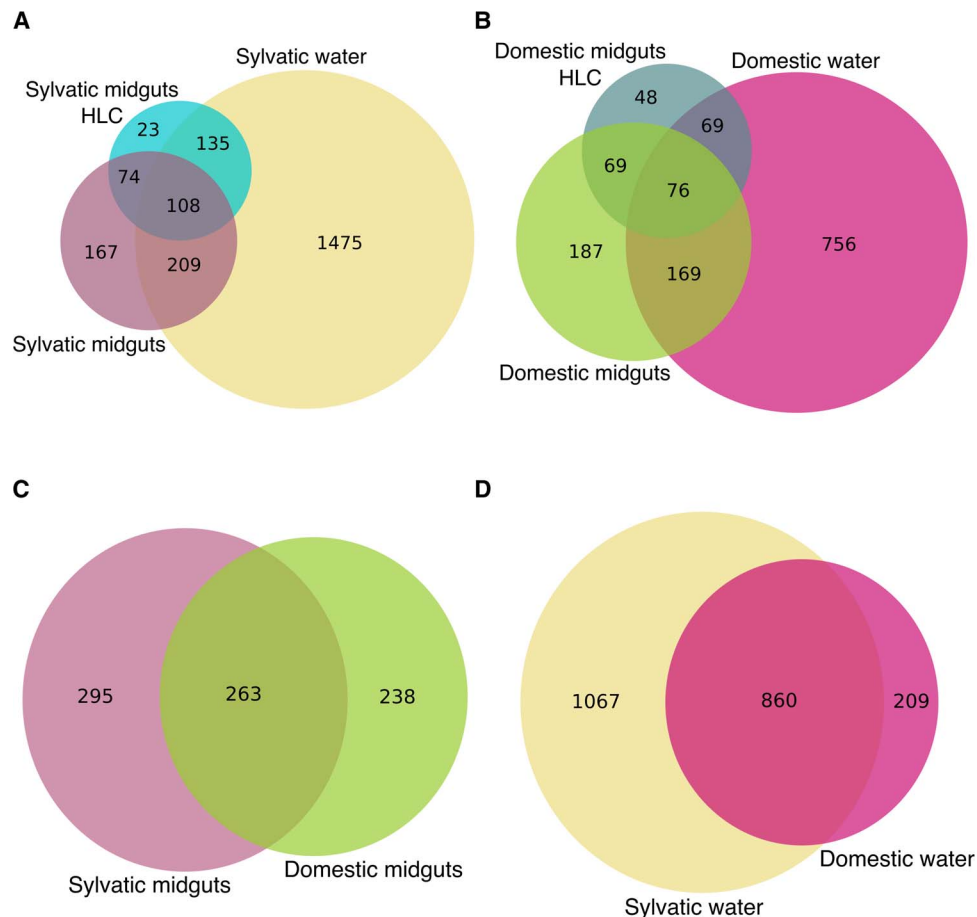 A
Sylvatic water
Sylvatic midguts
HLC
23
135
74
108
167
209
1475
Sylvatic midguts
B
Domestic midguts
HLC
Domestic water
48
69
69
76
187
169
756
Domestic midguts
C
295
263
238
Sylvatic midguts
Domestic midguts
D
1067
860
209
Domestic water
Sylvatic water